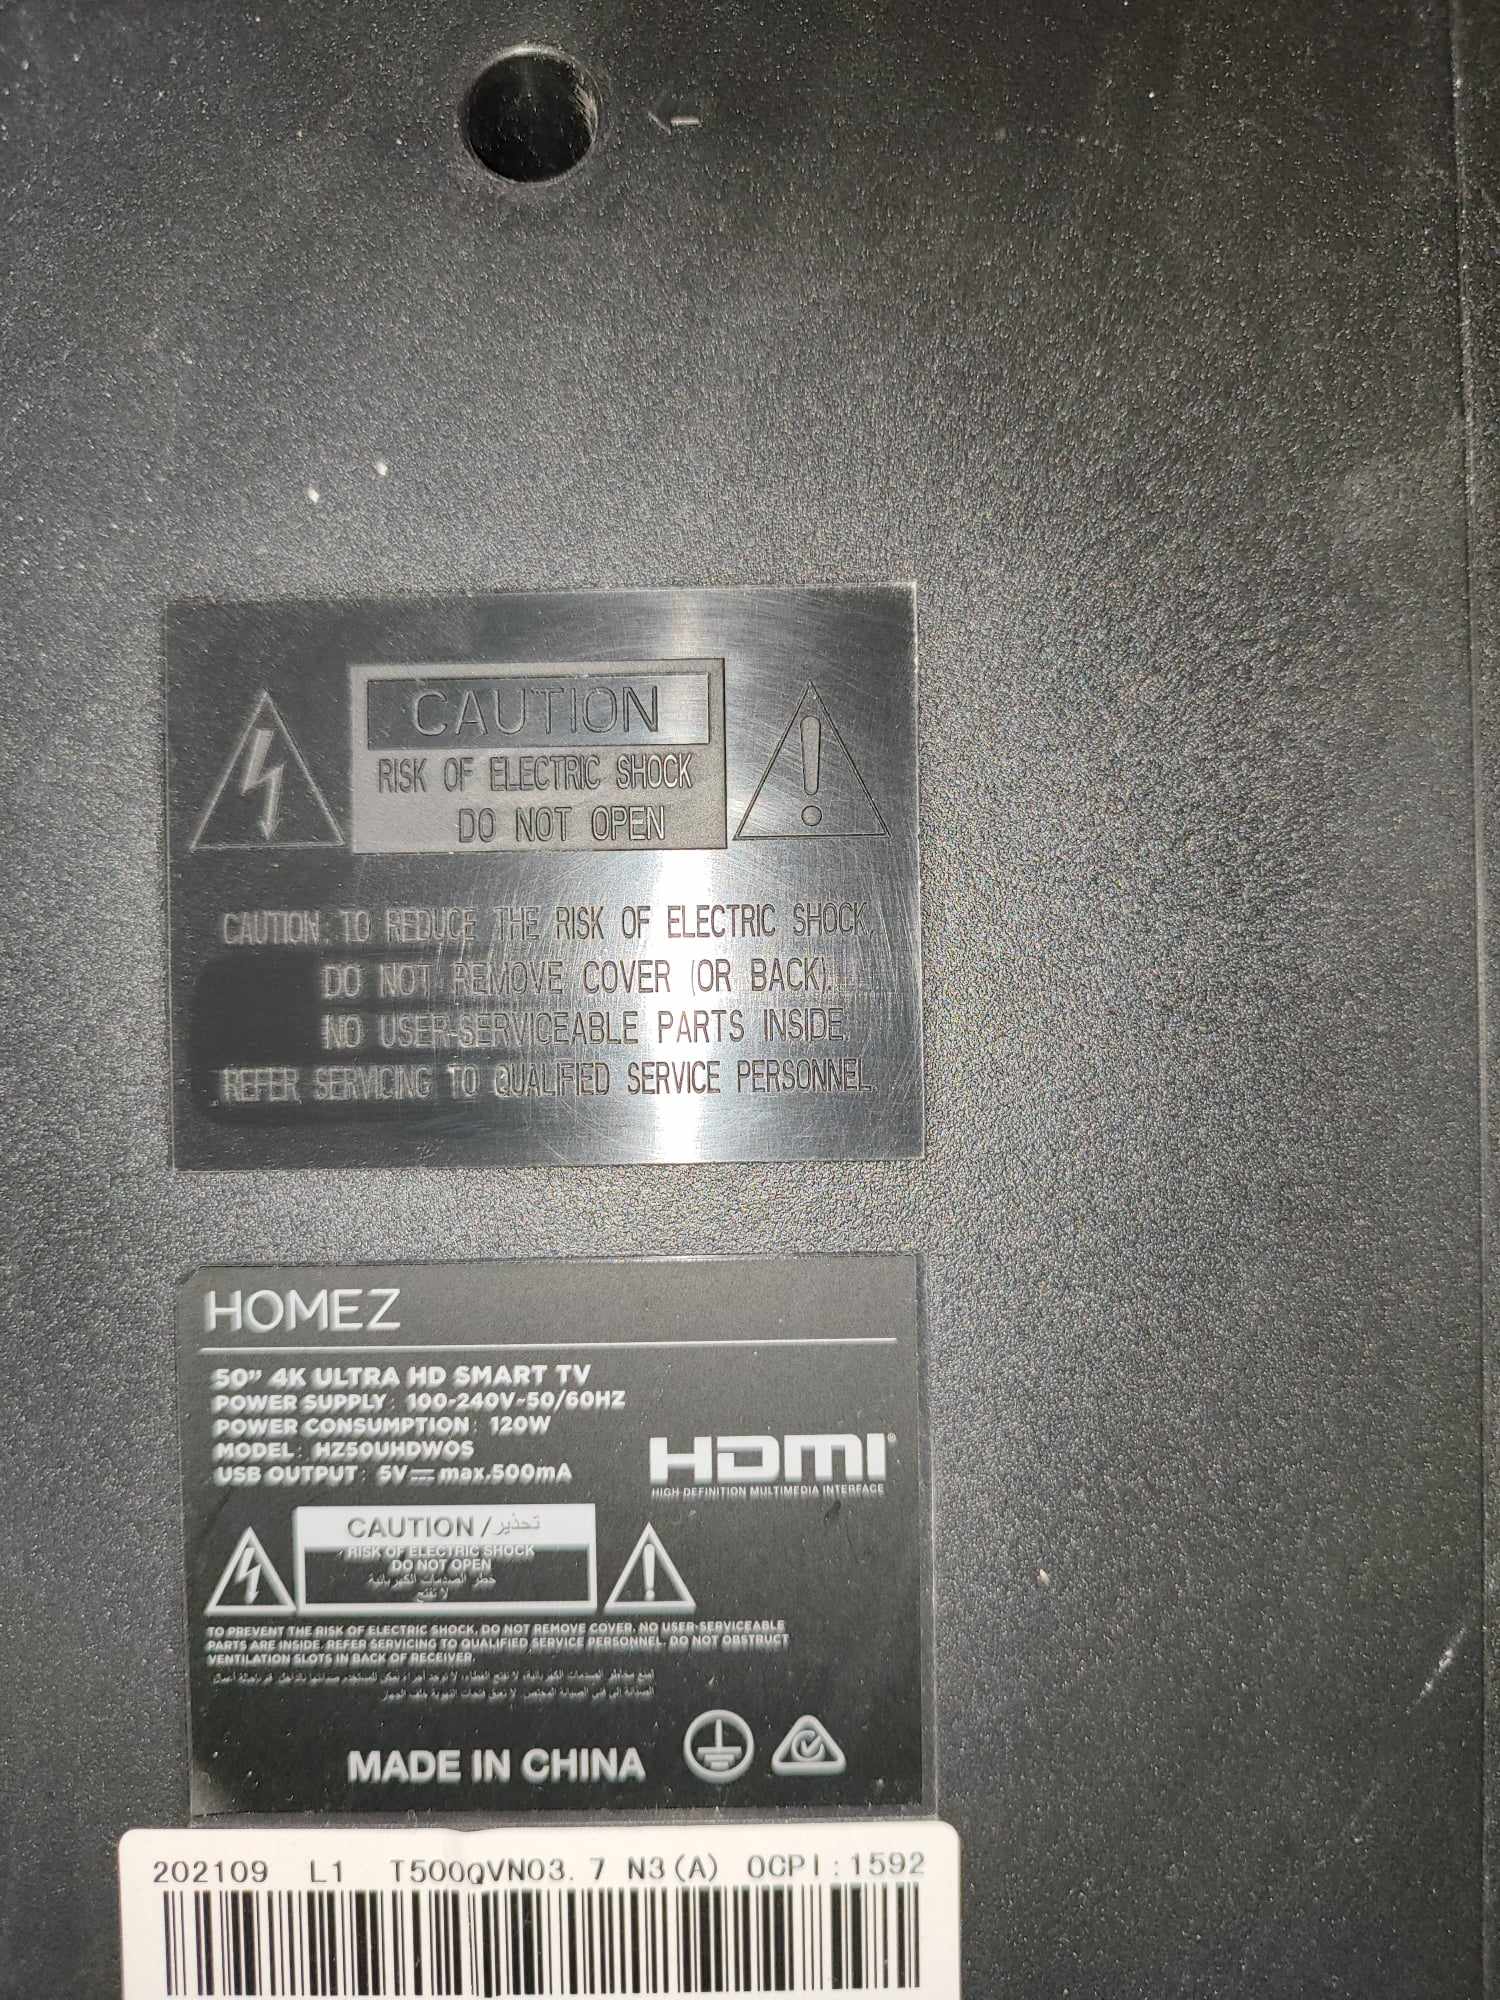 CAUTION
RISK OF ELECTRIC SHOCK
DO NOT OPEN
CAUTION: TO REDUCE THE RISK OF ELECTRIC SHOCK,
DO NOT REMOVE COVER (OR BACK).
NO USER-SERVICEABLE PARTS INSIDE.
REFER SERVICING TO QUALIFIED SERVICE PERSONNEL.
HOMEZ
50” 4K ULTRA HD SMART TV
POWER SUPPLY: 100-240V~50/60HZ
POWER CONSUMPTION: 120W
MODEL: HZ50UHDWOS
USB OUTPUT: 5V⎓ max.500mA
HDMI®
HIGH-DEFINITION MULTIMEDIA INTERFACE
CAUTION / تحذير
RISK OF ELECTRIC SHOCK
DO NOT OPEN
خطر الصدمات الكهربائية
لا تفتح
TO PREVENT THE RISK OF ELECTRIC SHOCK, DO NOT REMOVE COVER. NO USER-SERVICEABLE
PARTS ARE INSIDE. REFER SERVICING TO QUALIFIED SERVICE PERSONNEL. DO NOT OBSTRUCT
VENTILATION SLOTS IN BACK OF RECEIVER.
MADE IN CHINA
202109 L1 T500QVN03.7 N3(A) OCPI:1592